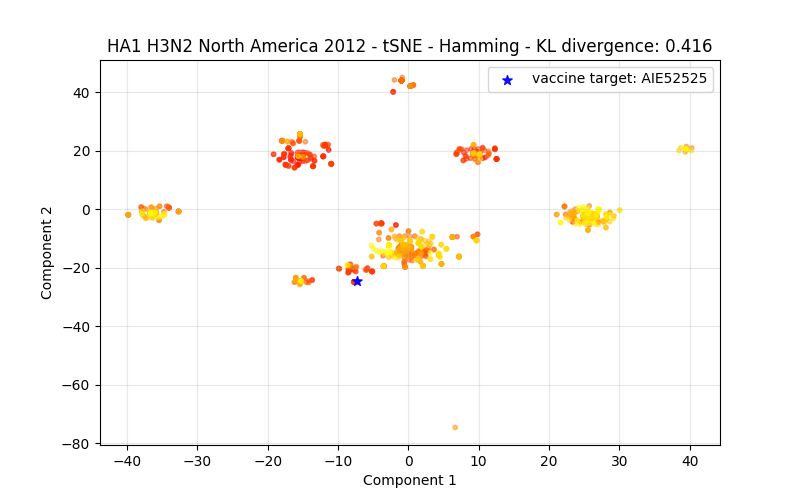 HA1 H3N2 North America 2012 - tSNE - Hamming - KL divergence: 0.416
vaccine target: AIE52525
Component 2
40
20
0
−20
−40
−60
−80
−40 −30 −20 −10 0 10 20 30 40
Component 1